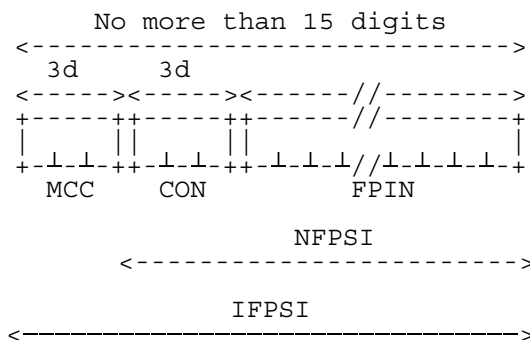 No more than 15 digits
3d 3d
//
//
//
MCC CON FPIN
NFPSI
IFPSI